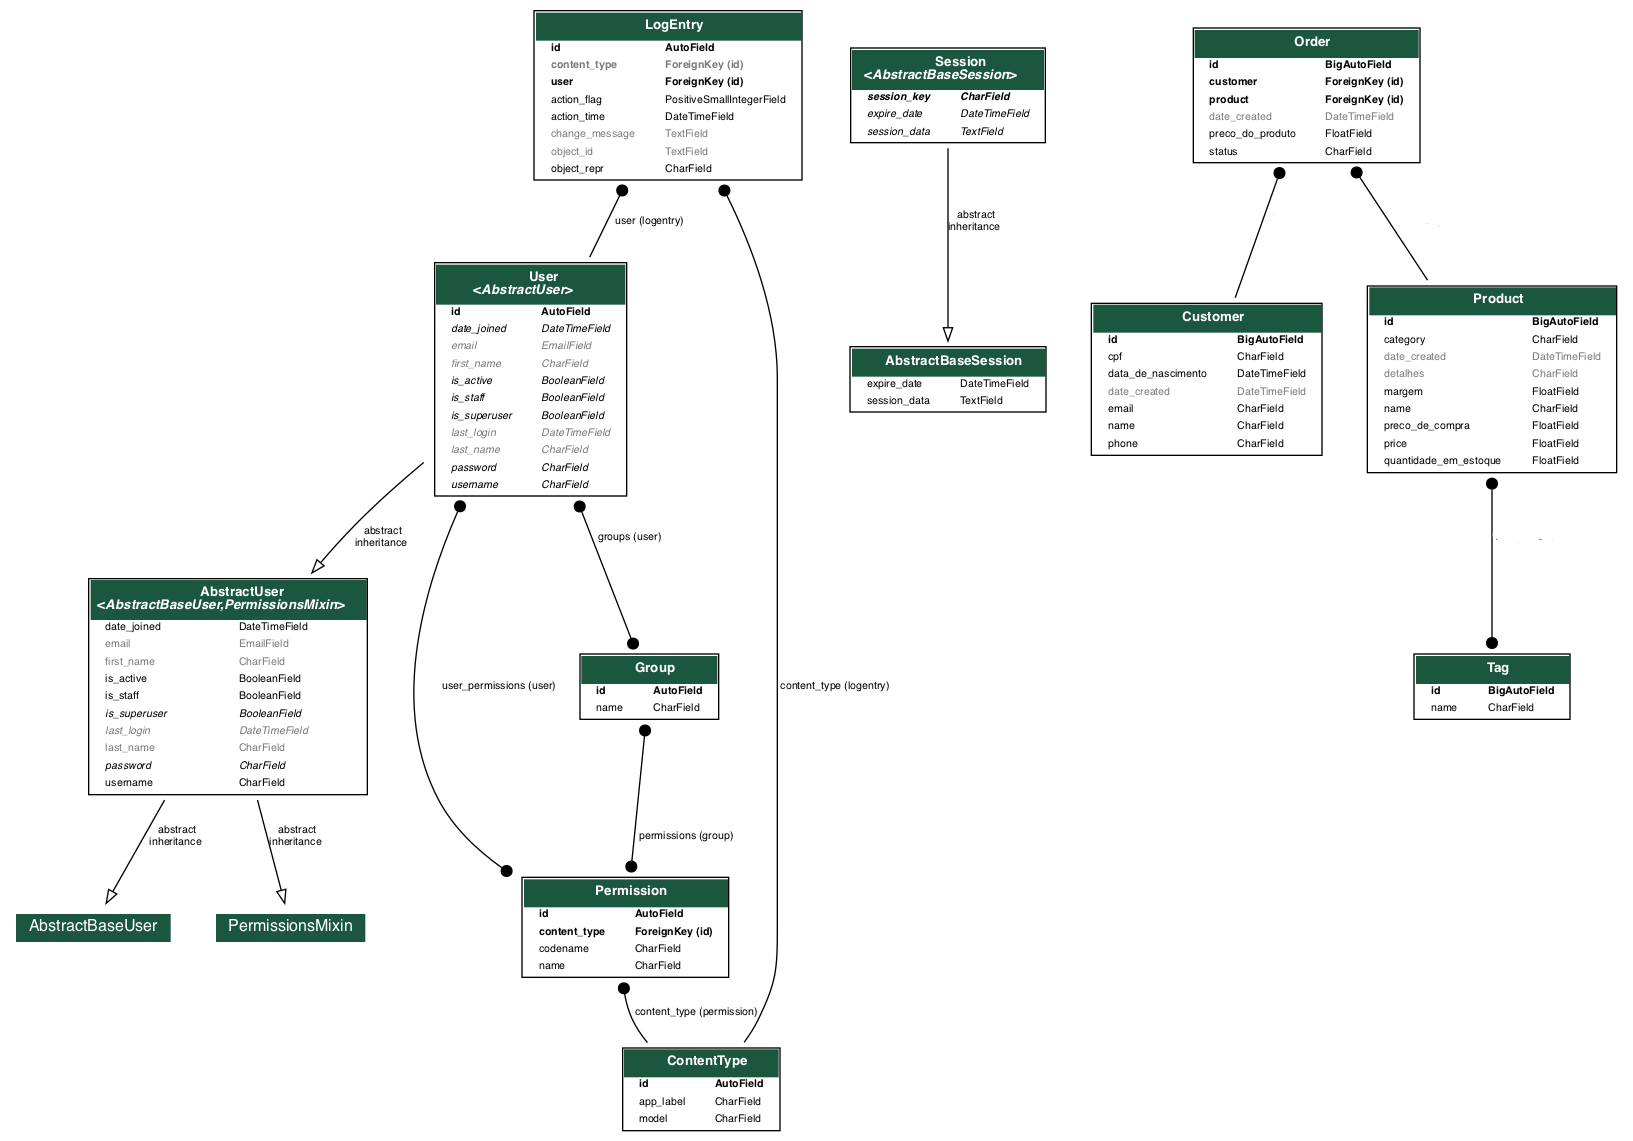 LogEntry
id AutoField
content_type ForeignKey (id)
user ForeignKey (id)
action_flag PositiveSmallIntegerField
action_time DateTimeField
change_message TextField
object_id TextField
object_repr CharField
Session
<AbstractBaseSession>
session_key CharField
expire_date DateTimeField
session_data TextField
Order
id BigAutoField
customer ForeignKey (id)
product ForeignKey (id)
date_created DateTimeField
preco_do_produto FloatField
status CharField
user (logentry)
abstract
inheritance
User
<AbstractUser>
id AutoField
date_joined DateTimeField
email EmailField
first_name CharField
is_active BooleanField
is_staff BooleanField
is_superuser BooleanField
last_login DateTimeField
last_name CharField
password CharField
username CharField
AbstractBaseSession
expire_date DateTimeField
session_data TextField
Customer
id BigAutoField
cpf CharField
data_de_nascimento DateTimeField
date_created DateTimeField
email CharField
name CharField
phone CharField
Product
id BigAutoField
category CharField
date_created DateTimeField
detalhes CharField
margem FloatField
name CharField
preco_de_compra FloatField
price FloatField
quantidade_em_estoque FloatField
abstract
inheritance
groups (user)
AbstractUser
<AbstractBaseUser,PermissionsMixin>
date_joined DateTimeField
email EmailField
first_name CharField
is_active BooleanField
is_staff BooleanField
is_superuser BooleanField
last_login DateTimeField
last_name CharField
password CharField
username CharField
user_permissions (user)
Group
id AutoField
name CharField
content_type (logentry)
Tag
id BigAutoField
name CharField
abstract
inheritance
abstract
inheritance
permissions (group)
AbstractBaseUser
PermissionsMixin
Permission
id AutoField
content_type ForeignKey (id)
codename CharField
name CharField
content_type (permission)
ContentType
id AutoField
app_label CharField
model CharField